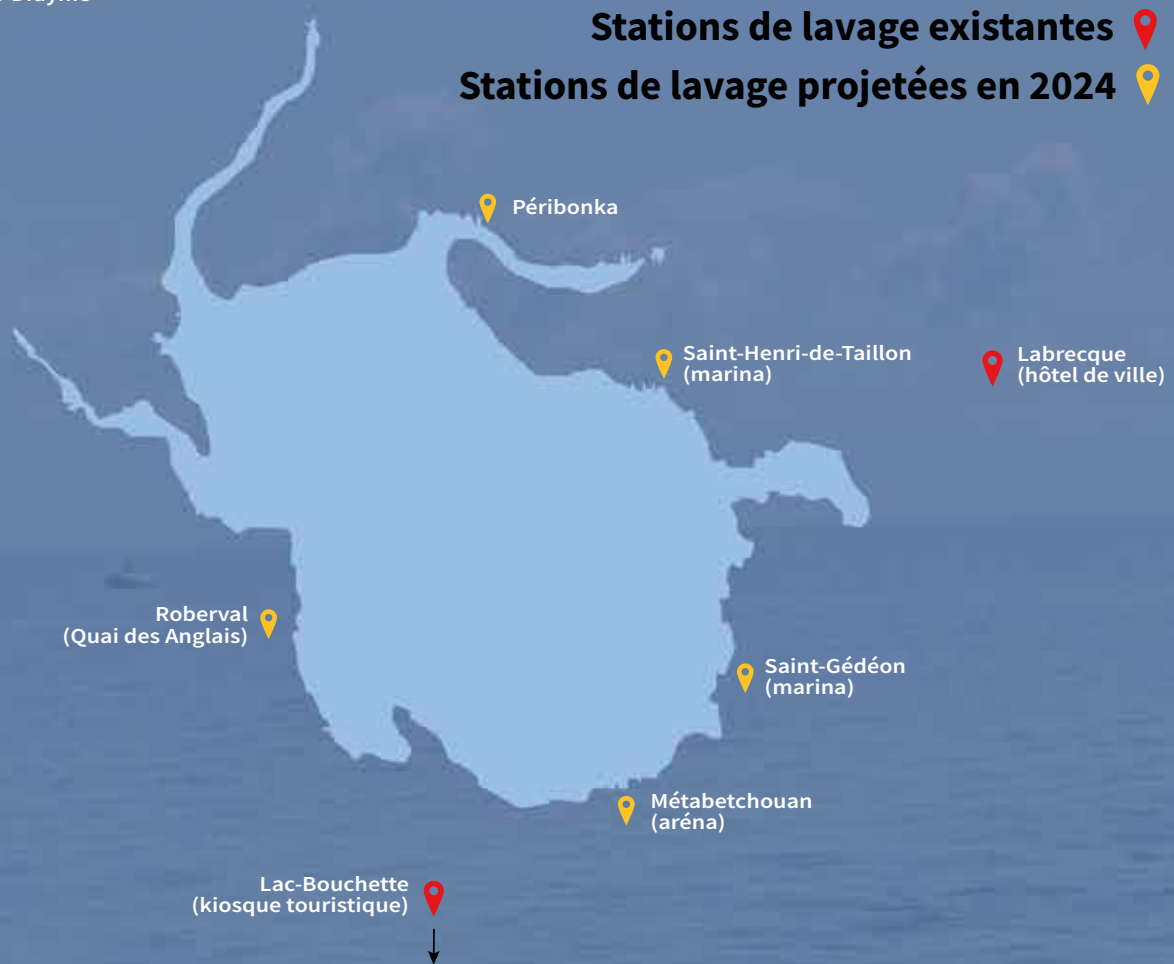 Stations de lavage existantes
Stations de lavage projetées en 2024
Péribonka
Saint-Henri-de-Taillon
(marina)
Labrecque
(hôtel de ville)
Roberval
(Quai des Anglais)
Saint-Gédéon
(marina)
Métabetchouan
(aréna)
Lac-Bouchette
(kiosque touristique)